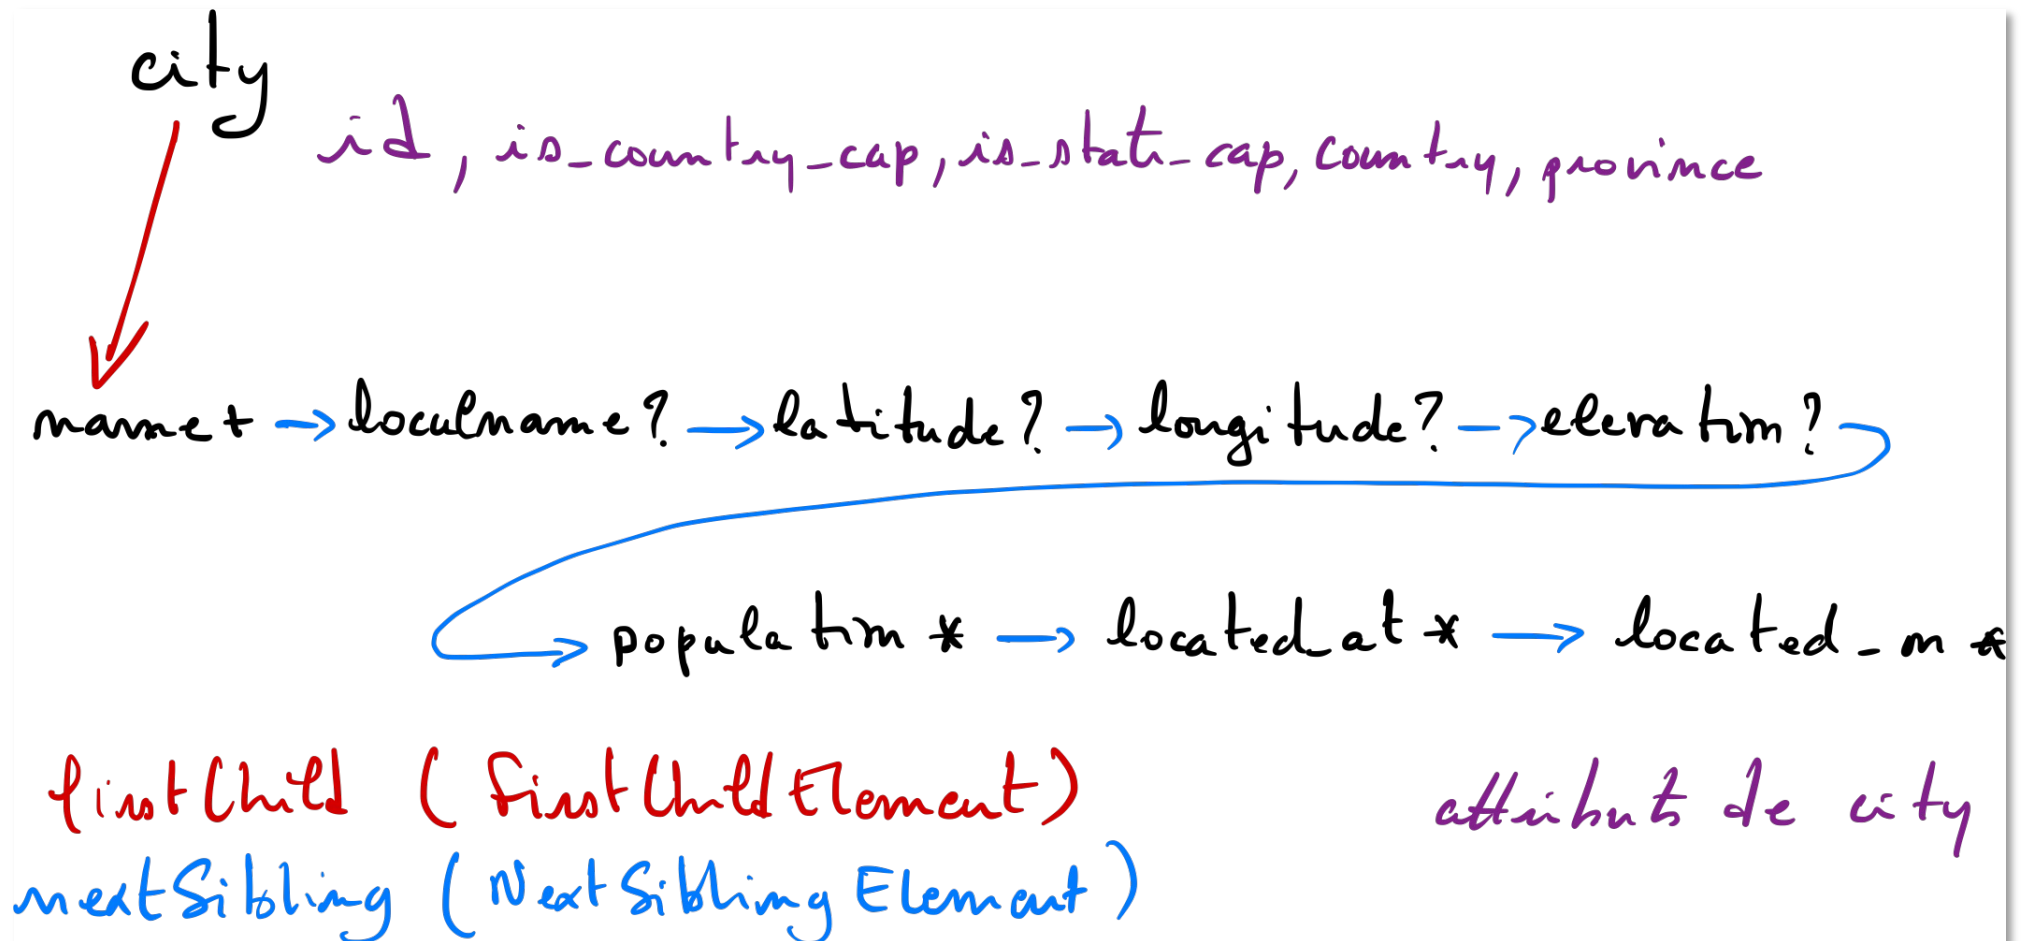 city
id, is_country_cap, is_state_cap, country, province
name+ → localname? → latitude? → longitude? → elevation?
population * → located_at * → located_on *
firstChild (FirstChildElement)
attributs de city
nextSibling (NextSiblingElement)